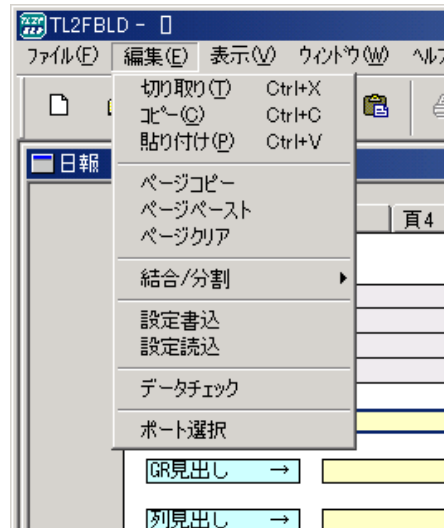 TL2FBLD -
ファイル(F) 編集(E) 表示(V) ウィンドウ(W) ヘルプ
切り取り(T) Ctrl+X
コピー(C) Ctrl+C
貼り付け(P) Ctrl+V
日報
ページコピー
ページペースト
ページクリア
頁4
結合/分割
設定書込
設定読込
データチェック
ポート選択
GR見出し →
列見出し →